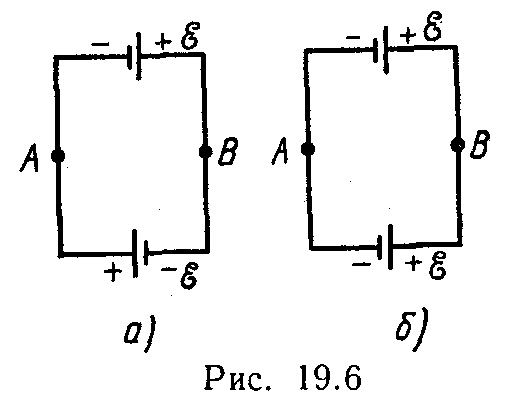 − + ℰ − + ℰ
A B A B
+ − ℰ − + ℰ
а) б)
Рис. 19.6